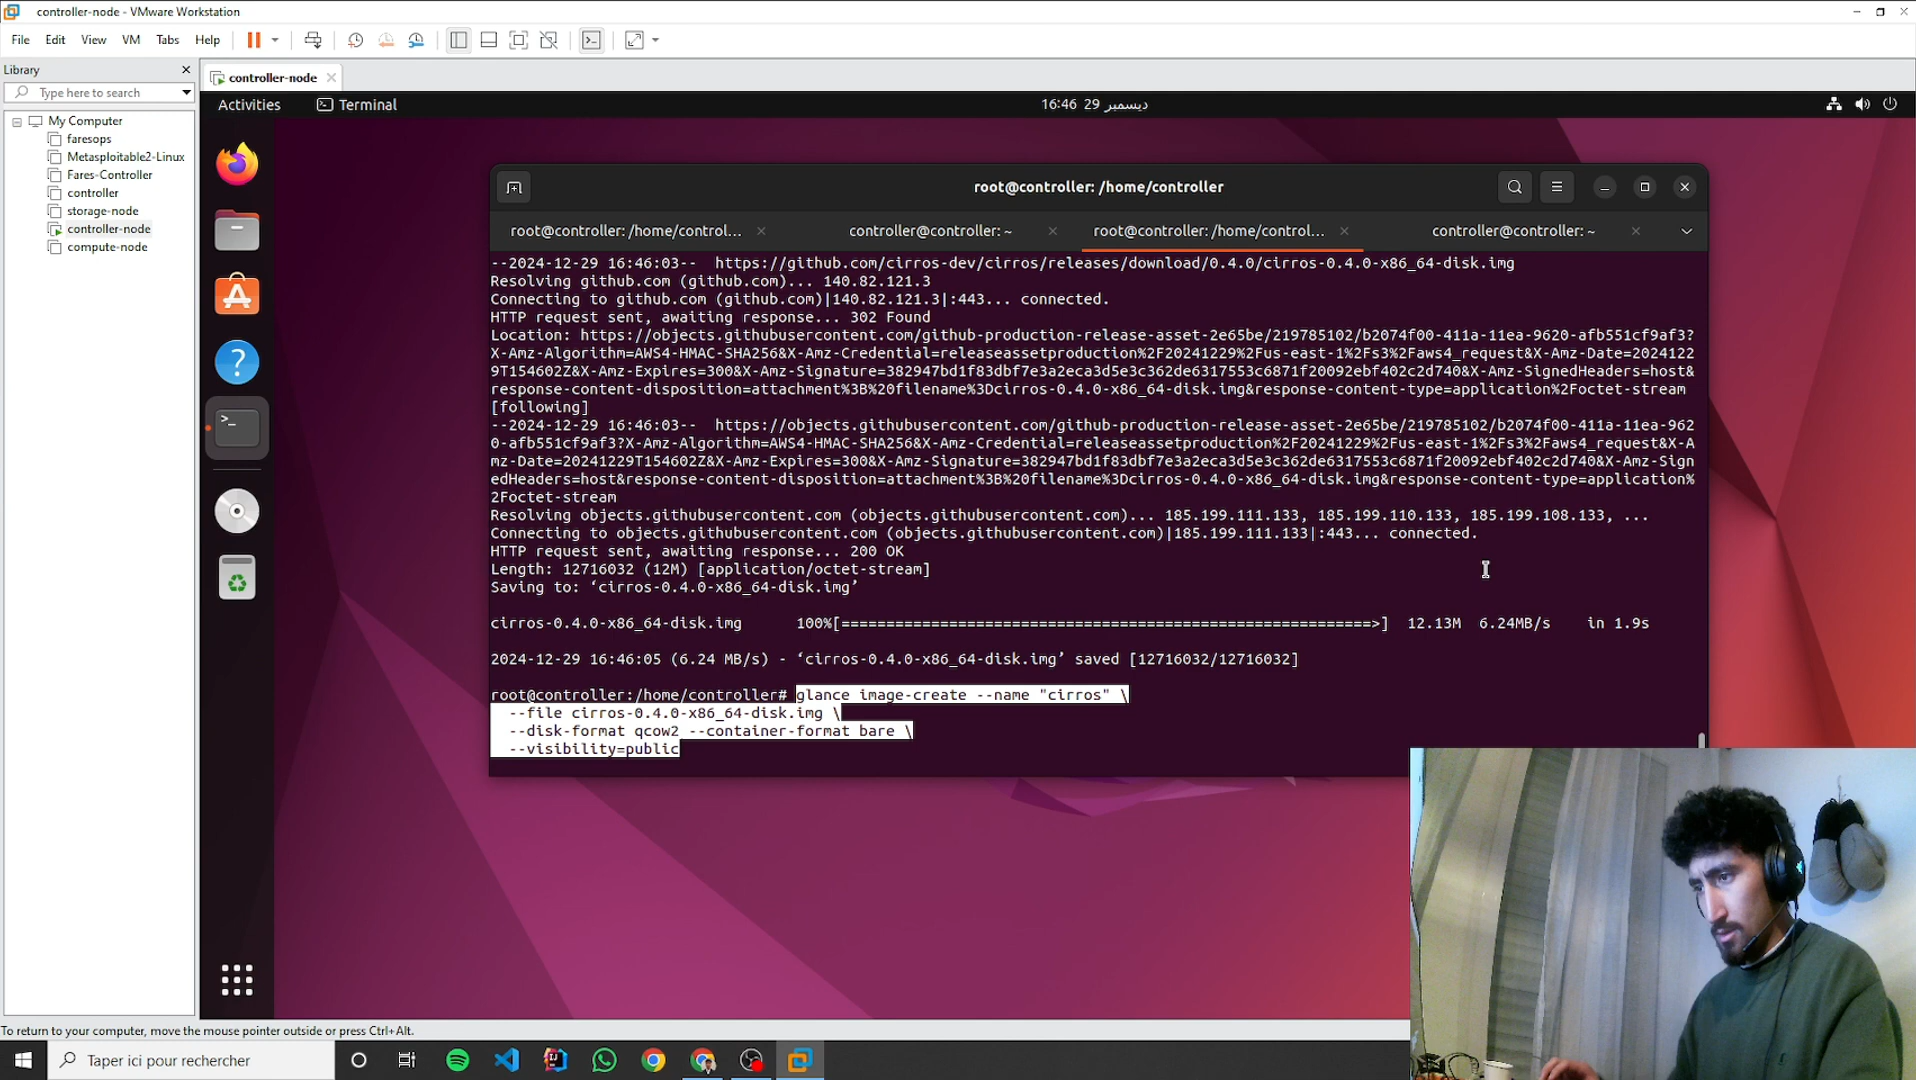 controller-node - VMware Workstation
File Edit View VM Tabs Help
Library
Type here to search
My Computer
faresops
Metasploitable2-Linux
Fares-Controller
controller
storage-node
controller-node
compute-node
controller-node
Activities Terminal 16:46 29 ديسمبر
root@controller: /home/controller
root@controller: /home/control... controller@controller: ~ root@controller: /home/control... controller@controller: ~
--2024-12-29 16:46:03-- https://github.com/cirros-dev/cirros/releases/download/0.4.0/cirros-0.4.0-x86_64-disk.img
Resolving github.com (github.com)... 140.82.121.3
Connecting to github.com (github.com)|140.82.121.3|:443... connected.
HTTP request sent, awaiting response... 302 Found
Location: https://objects.githubusercontent.com/github-production-release-asset-2e65be/219785102/b2074f00-411a-11ea-9620-afb551cf9af3?
X-Amz-Algorithm=AWS4-HMAC-SHA256&X-Amz-Credential=releaseassetproduction%2F20241229%2Fus-east-1%2Fs3%2Faws4_request&X-Amz-Date=2024122
9T154602Z&X-Amz-Expires=300&X-Amz-Signature=382947bd1f83dbf7e3a2eca3d5e3c362de6317553c6871f20092ebf402c2d740&X-Amz-SignedHeaders=host&
response-content-disposition=attachment%3B%20filename%3Dcirros-0.4.0-x86_64-disk.img&response-content-type=application%2Foctet-stream
[following]
--2024-12-29 16:46:03-- https://objects.githubusercontent.com/github-production-release-asset-2e65be/219785102/b2074f00-411a-11ea-962
0-afb551cf9af3?X-Amz-Algorithm=AWS4-HMAC-SHA256&X-Amz-Credential=releaseassetproduction%2F20241229%2Fus-east-1%2Fs3%2Faws4_request&X-A
mz-Date=20241229T154602Z&X-Amz-Expires=300&X-Amz-Signature=382947bd1f83dbf7e3a2eca3d5e3c362de6317553c6871f20092ebf402c2d740&X-Amz-Sign
edHeaders=host&response-content-disposition=attachment%3B%20filename%3Dcirros-0.4.0-x86_64-disk.img&response-content-type=application%
2Foctet-stream
Resolving objects.githubusercontent.com (objects.githubusercontent.com)... 185.199.111.133, 185.199.110.133, 185.199.108.133, ...
Connecting to objects.githubusercontent.com (objects.githubusercontent.com)|185.199.111.133|:443... connected.
HTTP request sent, awaiting response... 200 OK
Length: 12716032 (12M) [application/octet-stream]
Saving to: ‘cirros-0.4.0-x86_64-disk.img’
cirros-0.4.0-x86_64-disk.img 100%[===========================================================>] 12.13M 6.24MB/s in 1.9s
2024-12-29 16:46:05 (6.24 MB/s) - ‘cirros-0.4.0-x86_64-disk.img’ saved [12716032/12716032]
root@controller:/home/controller# glance image-create --name "cirros" \
--file cirros-0.4.0-x86_64-disk.img \
--disk-format qcow2 --container-format bare \
--visibility=public
To return to your computer, move the mouse pointer outside or press Ctrl+Alt.
Taper ici pour rechercher